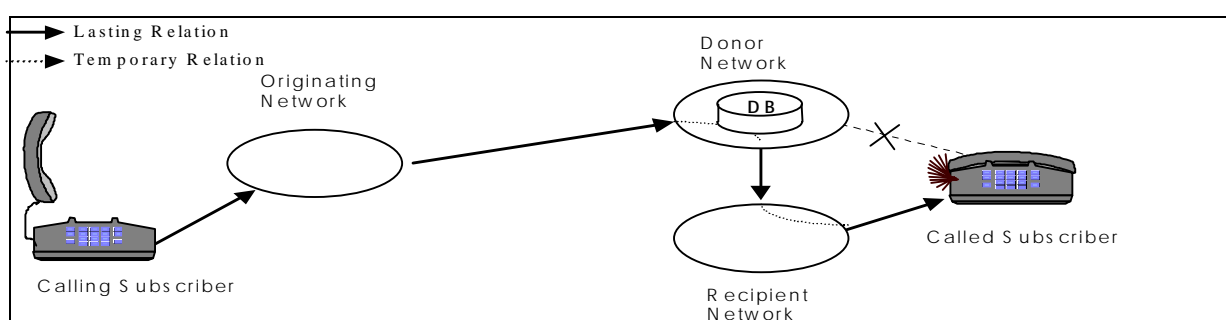 Lasting Relation
Temporary Relation
Originating
Network
Donor
Network
DB
Calling Subscriber
Called Subscriber
Recipient
Network